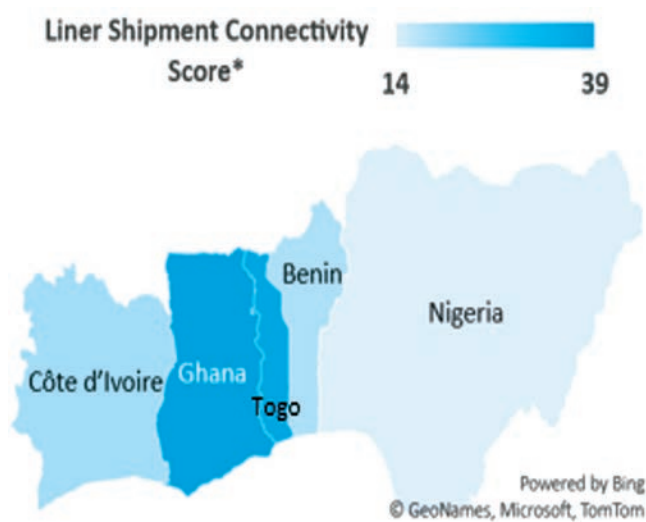 Liner Shipment Connectivity
Score*
14 39
Benin
Nigeria
Ghana
Côte d'Ivoire
Togo
Powered by Bing
© GeoNames, Microsoft, TomTom